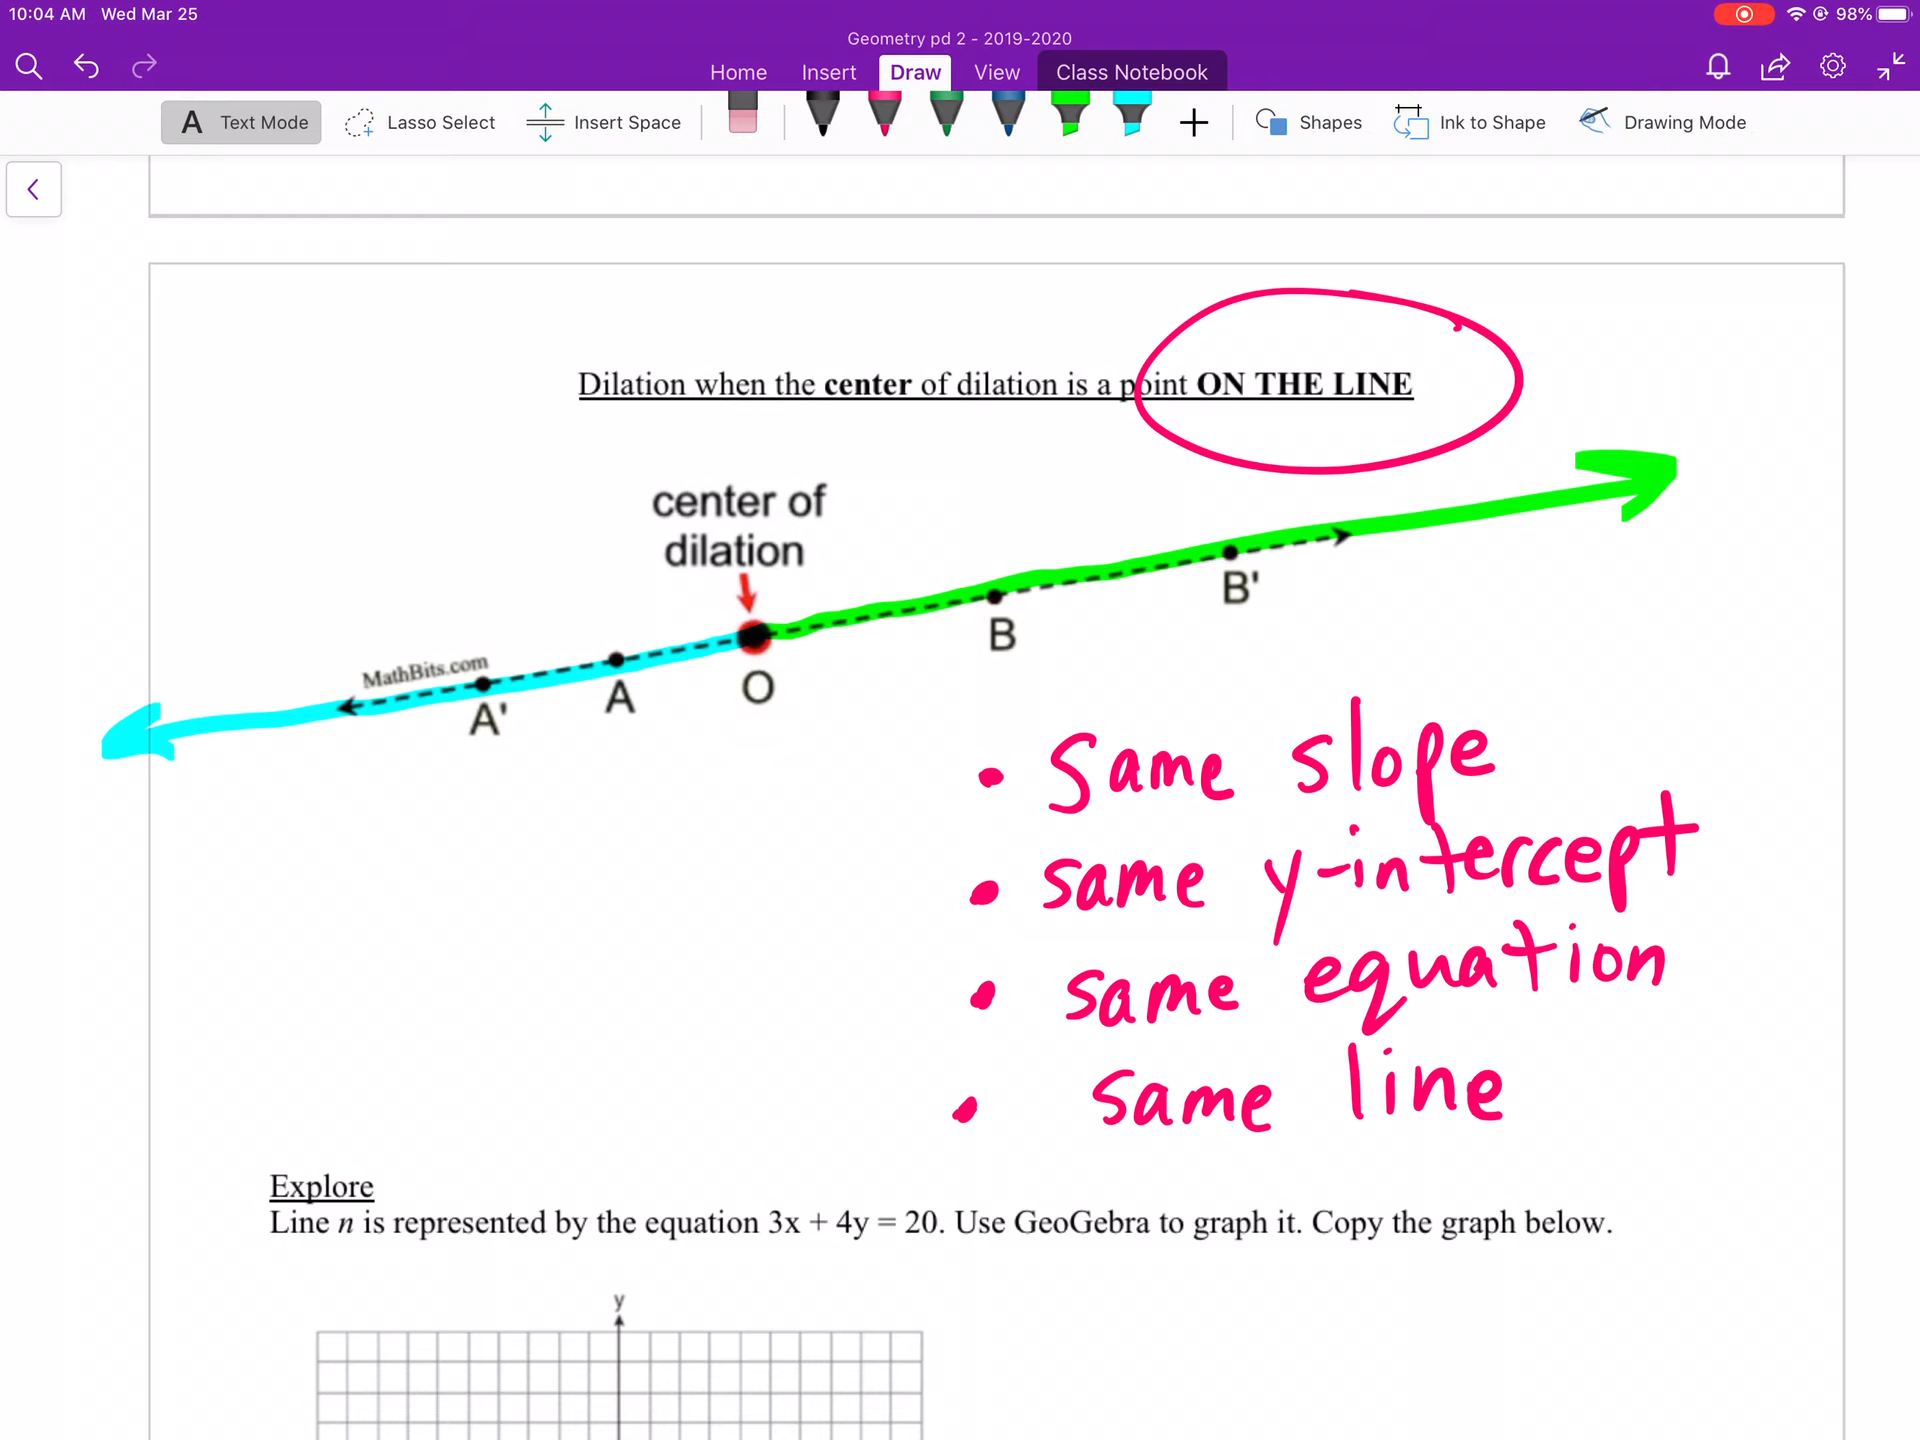 10:04 AM Wed Mar 25
98%
Geometry pd 2 - 2019-2020
Home Insert Draw View Class Notebook
A Text Mode Lasso Select Insert Space Shapes Ink to Shape Drawing Mode
Dilation when the center of dilation is a point ON THE LINE
center of
dilation
MathBits.com
B'
B
O
A
A'
• Same slope
• same y-intercept
• same equation
• same line
Explore
Line n is represented by the equation 3x + 4y = 20. Use GeoGebra to graph it. Copy the graph below.
y